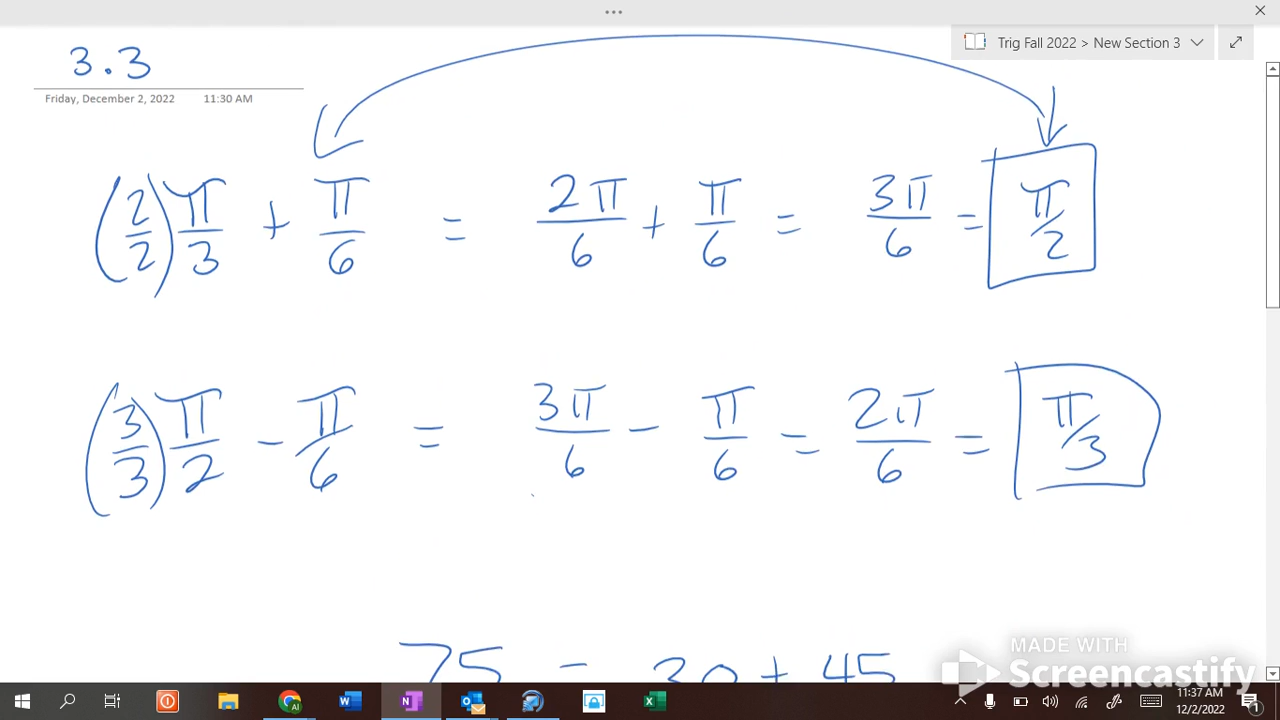 Trig Fall 2022 > New Section 3
3.3
Friday, December 2, 2022 11:30 AM
(2/2) π/3 + π/6 = 2π/6 + π/6 = 3π/6 = π/2
(3/3) π/2 - π/6 = 3π/6 - π/6 = 2π/6 = π/3
75 = 30 + 45
MADE WITH
Screencastify
11:37 AM
12/2/2022